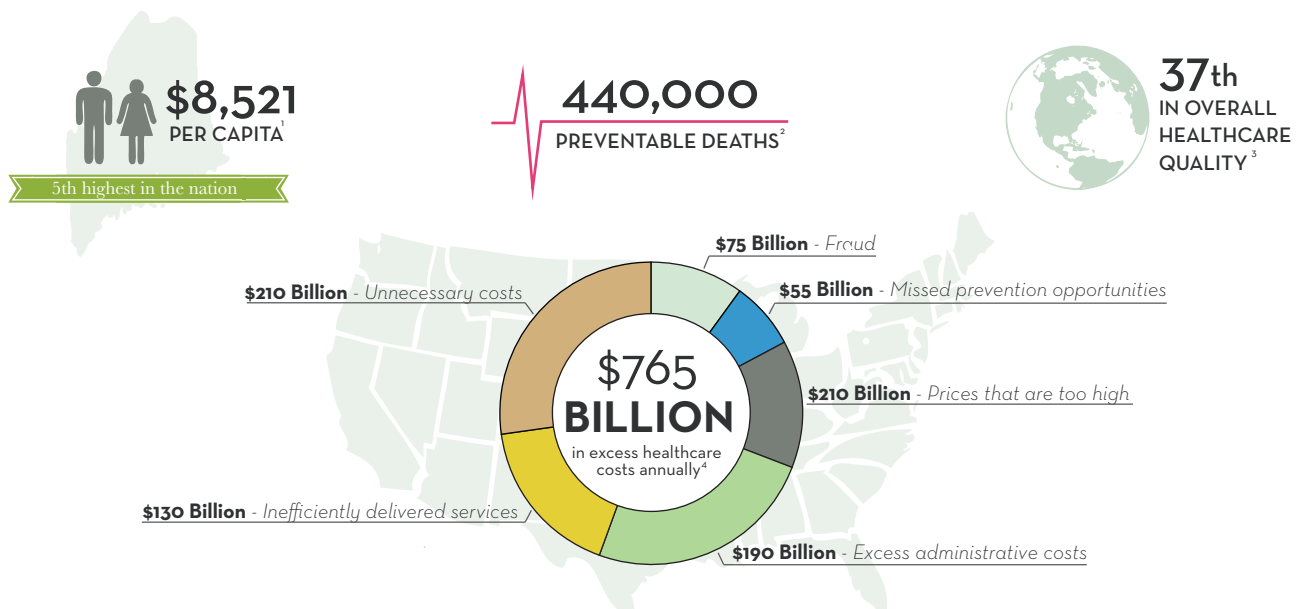 $8,521
PER CAPITA1
5th highest in the nation
440,000
PREVENTABLE DEATHS2
37th
IN OVERALL
HEALTHCARE
QUALITY 3
$75 Billion - Fraud
$210 Billion - Unnecessary costs
$55 Billion - Missed prevention opportunities
$765
BILLION
in excess healthcare
costs annually4
$210 Billion - Prices that are too high
$130 Billion - Inefficiently delivered services
$190 Billion - Excess administrative costs